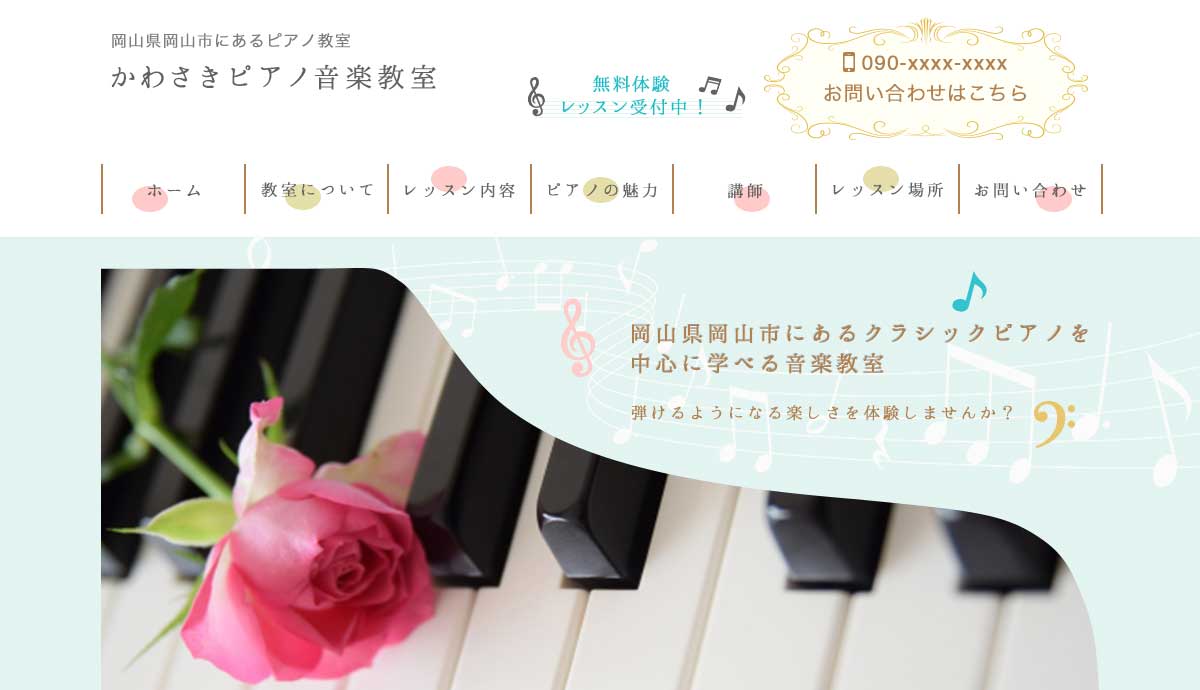 岡山県岡山市にあるピアノ教室
かわさきピアノ音楽教室
無料体験
レッスン受付中！
090-xxxx-xxxx
お問い合わせはこちら
ホーム
教室について
レッスン内容
ピアノの魅力
講師
レッスン場所
お問い合わせ
岡山県岡山市にあるクラシックピアノを
中心に学べる音楽教室
弾けるようになる楽しさを体験しませんか？